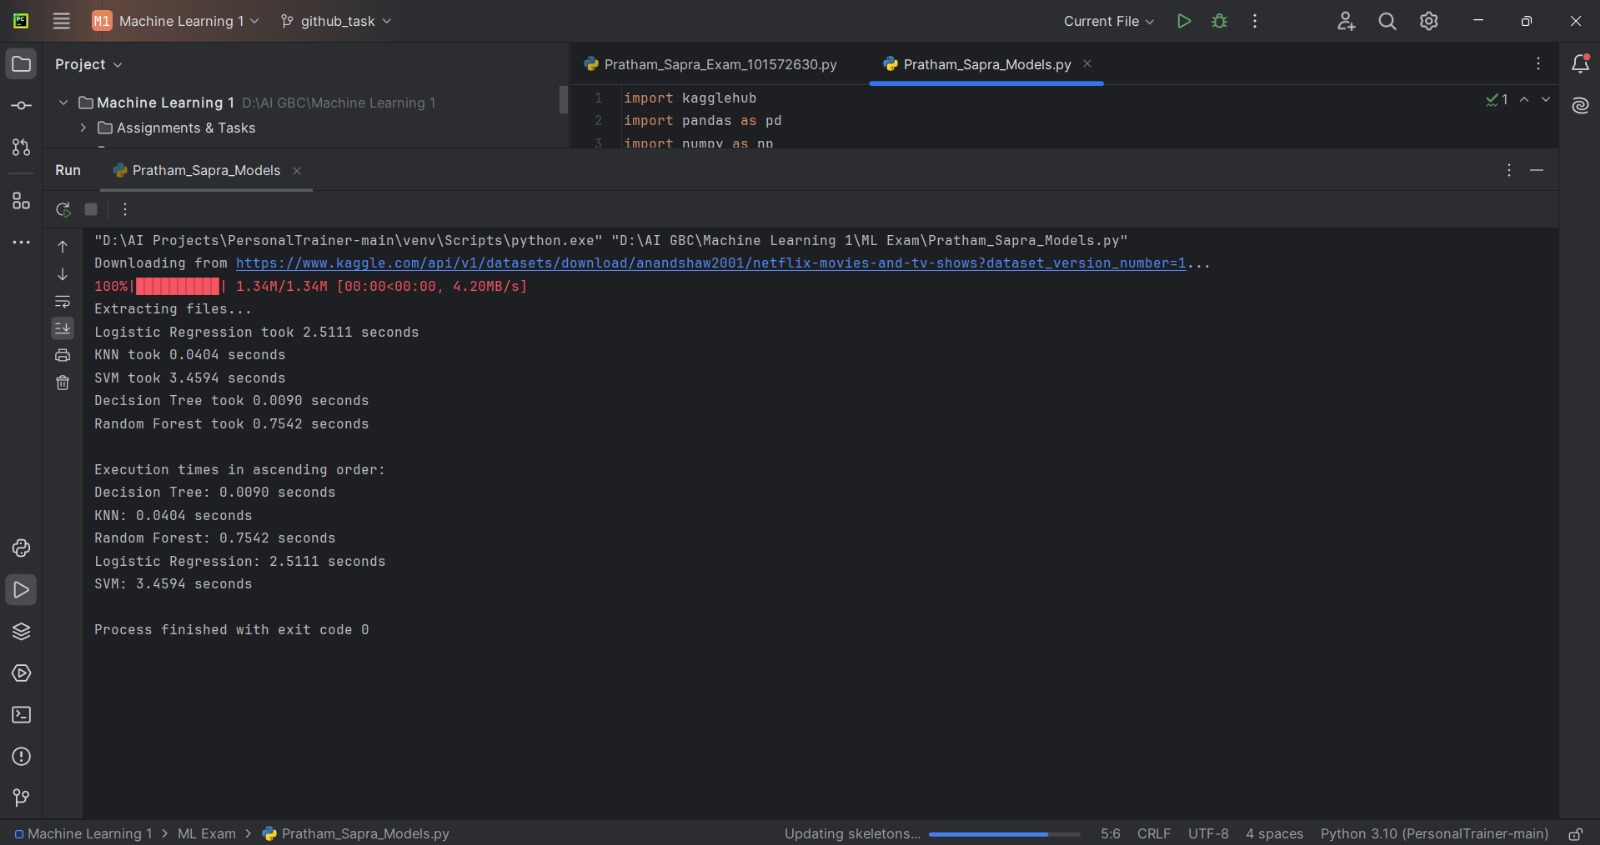 M1 Machine Learning 1 github_task Current File
Project
Pratham_Sapra_Exam_101572630.py Pratham_Sapra_Models.py
Machine Learning 1 D:\AI GBC\Machine Learning 1
1 import kagglehub
1
Assignments & Tasks
2 import pandas as pd
3 import numpy as np
Run Pratham_Sapra_Models
"D:\AI Projects\PersonalTrainer-main\venv\Scripts\python.exe" "D:\AI GBC\Machine Learning 1\ML Exam\Pratham_Sapra_Models.py"
Downloading from https://www.kaggle.com/api/v1/datasets/download/anandshaw2001/netflix-movies-and-tv-shows?dataset_version_number=1...
100%|██████████| 1.34M/1.34M [00:00<00:00, 4.20MB/s]
Extracting files...
Logistic Regression took 2.5111 seconds
KNN took 0.0404 seconds
SVM took 3.4594 seconds
Decision Tree took 0.0090 seconds
Random Forest took 0.7542 seconds
Execution times in ascending order:
Decision Tree: 0.0090 seconds
KNN: 0.0404 seconds
Random Forest: 0.7542 seconds
Logistic Regression: 2.5111 seconds
SVM: 3.4594 seconds
Process finished with exit code 0
Machine Learning 1 > ML Exam > Pratham_Sapra_Models.py Updating skeletons... 5:6 CRLF UTF-8 4 spaces Python 3.10 (PersonalTrainer-main)